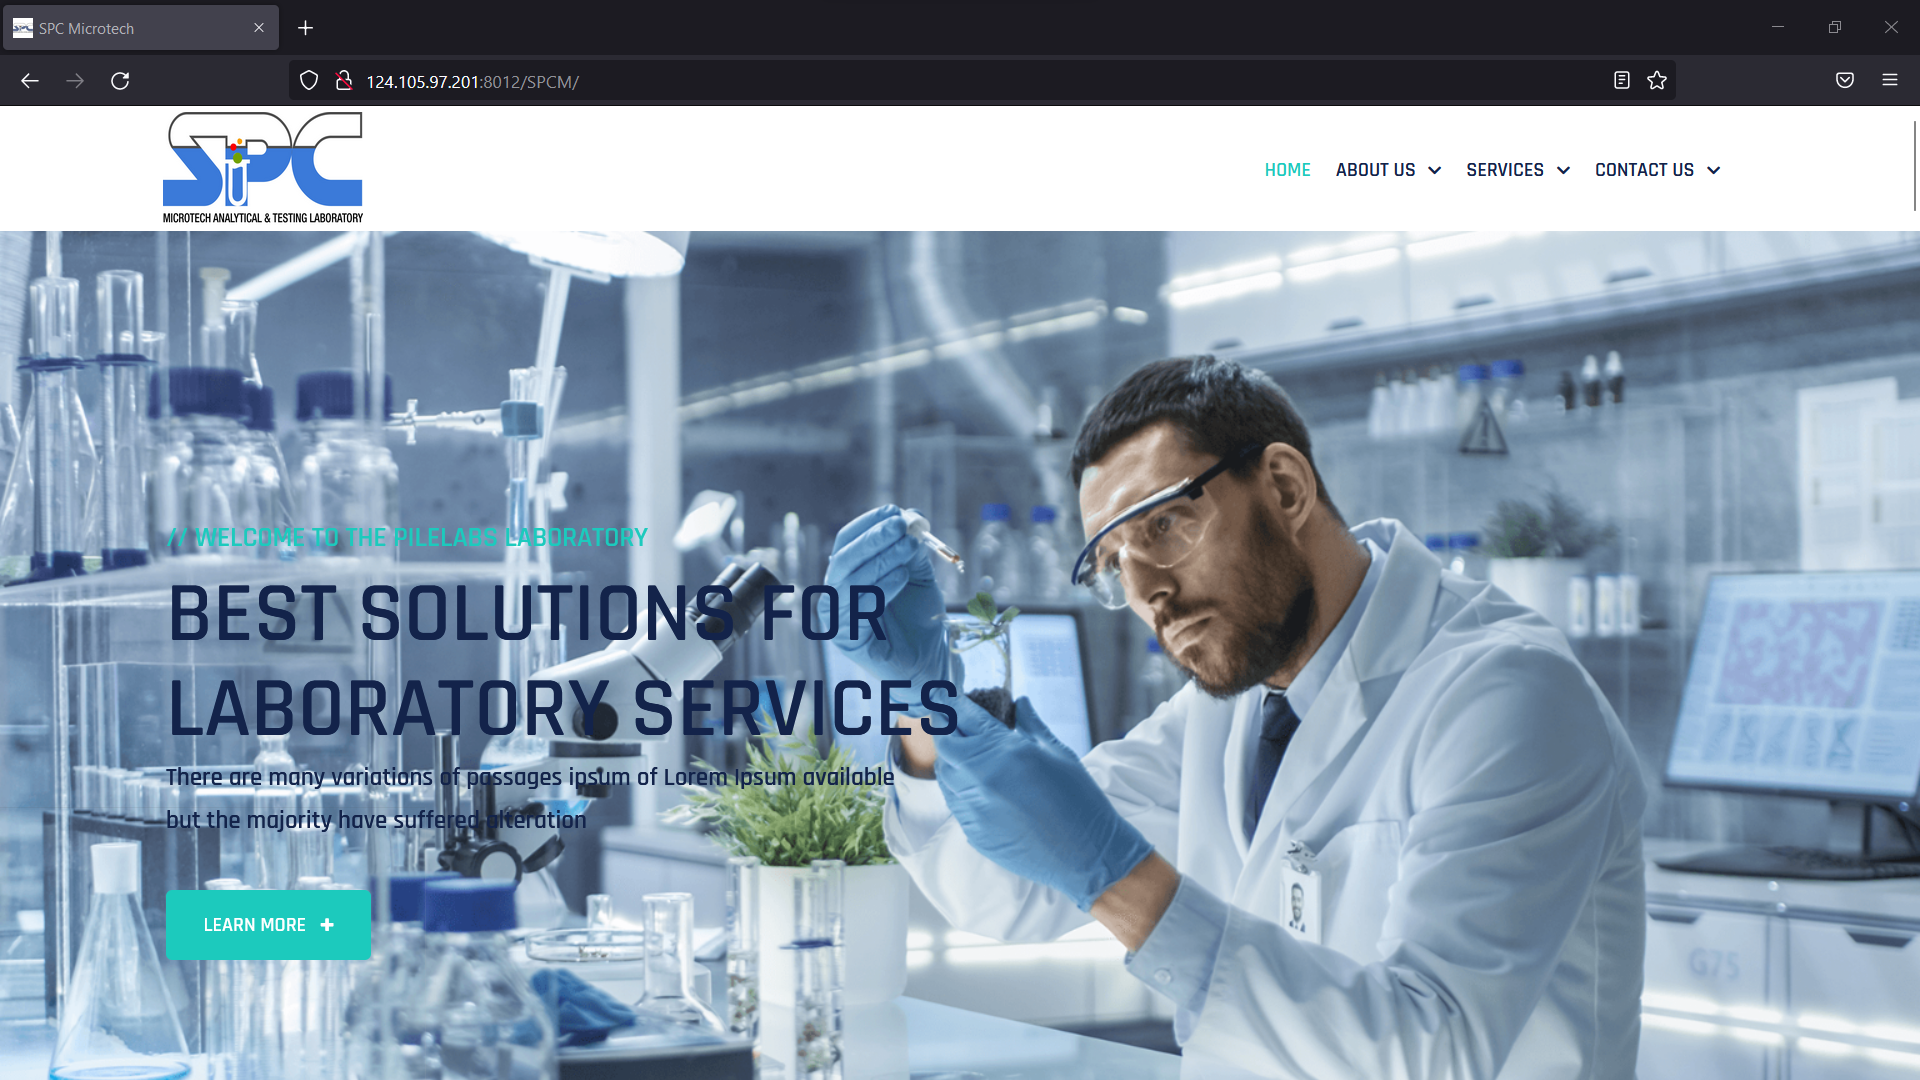 SPC Microtech
124.105.97.201:8012/SPCM/
SPC
MICROTECH ANALYTICAL & TESTING LABORATORY
HOME ABOUT US SERVICES CONTACT US
// WELCOME TO THE PILELABS LABORATORY
BEST SOLUTIONS FOR
LABORATORY SERVICES
There are many variations of passages ipsum of Lorem Ipsum available
but the majority have suffered alteration
LEARN MORE +
G75